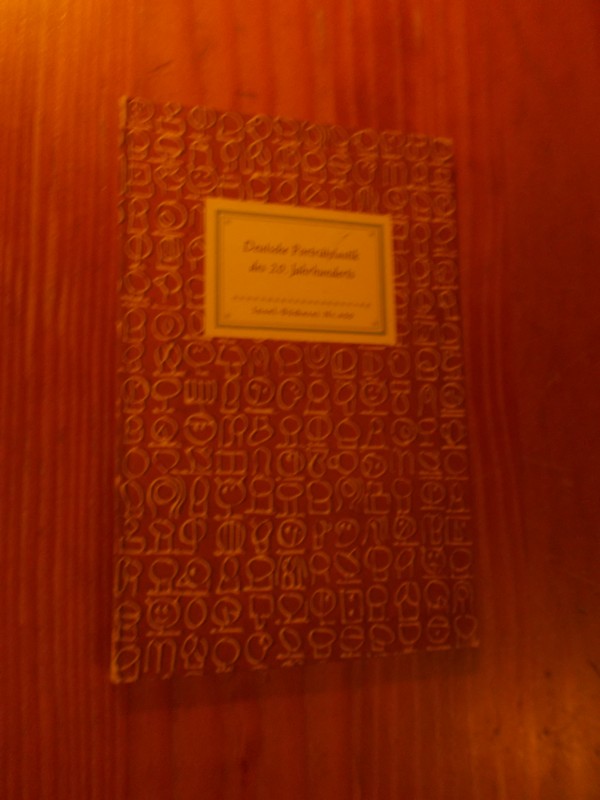 Deutsche Porträtplastik
des 20. Jahrhunderts
Insel-Bücherei Nr.